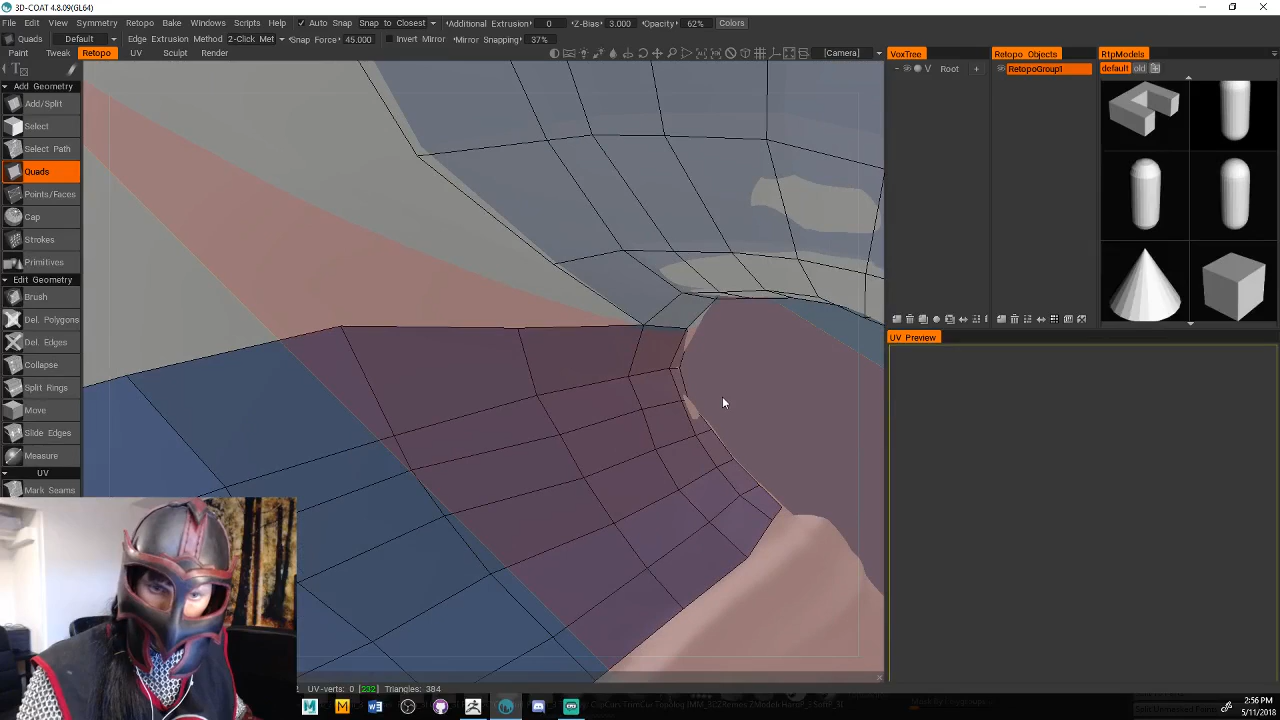 3D-COAT 4.8.09(GL64)
File Edit View Symmetry Retopo Bake Windows Scripts Help Auto Snap Snap to Closest Additional Extrusion 0 Z-Bias 3.000 Opacity 62% Colors
Quads Default Edge Extrusion Method 2-Click Met Snap Force 45.000 Invert Mirror Mirror Snapping 37%
Paint Tweak Retopo UV Sculpt Render [Camera] VoxTree Retopo Objects RtpModels
V Root + RetopoGroup1 default old
Add Geometry
Add/Split
Select
Select Path
Quads
Points/Faces
Cap
Strokes
Primitives
Edit Geometry
Brush
Del. Polygons
Del. Edges
Collapse
Split Rings
Move
Slide Edges
Measure
UV
Mark Seams
UV Preview
UV-verts: 0 [232] Triangles: 384
2:56 PM
5/11/2018